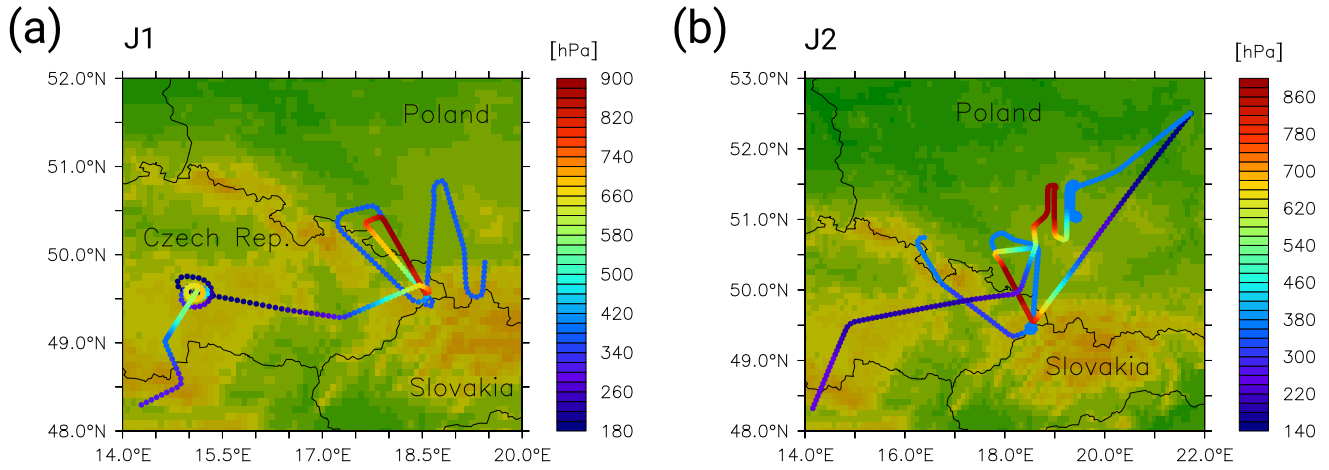 (a)
J1
[hPa]
52.0°N
51.0°N
50.0°N
49.0°N
48.0°N
14.0°E 15.5°E 17.0°E 18.5°E 20.0°E
Poland
Czech Rep.
Slovakia
900
820
740
660
580
500
420
340
260
180
(b)
J2
[hPa]
53.0°N
52.0°N
51.0°N
50.0°N
49.0°N
48.0°N
14.0°E 16.0°E 18.0°E 20.0°E 22.0°E
Poland
Slovakia
860
780
700
620
540
460
380
300
220
140